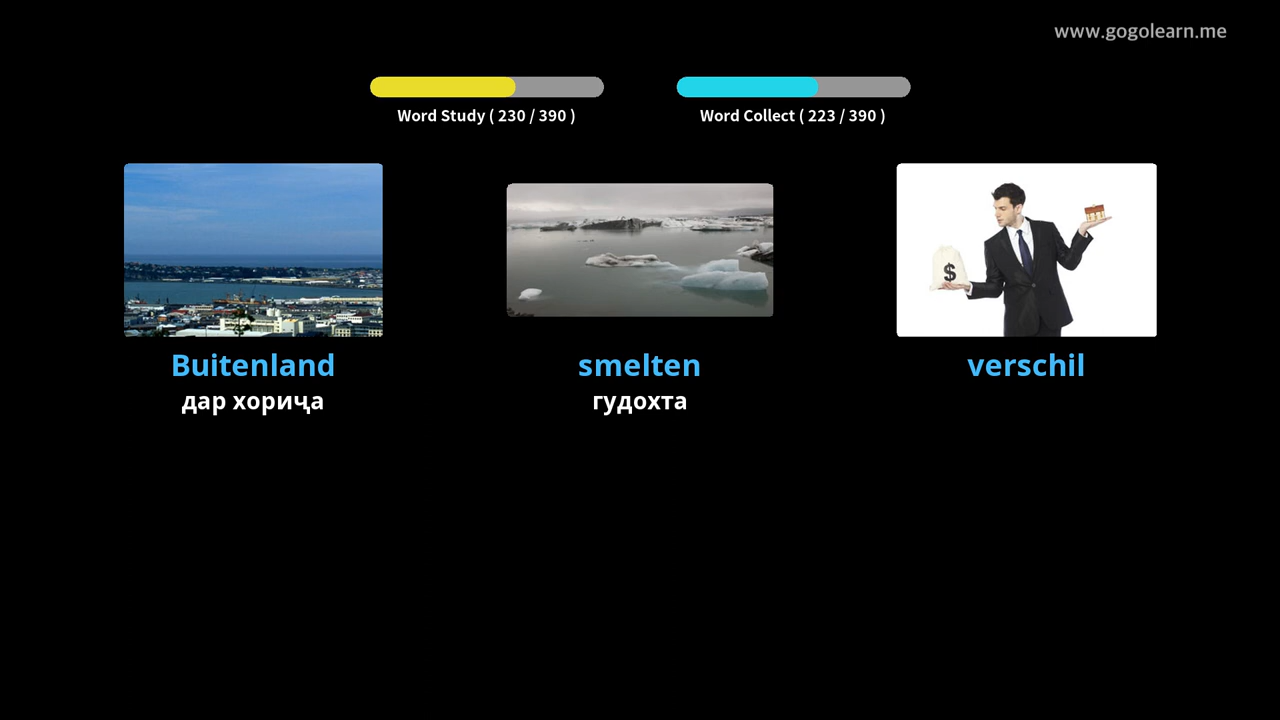 www.gogolearn.me
Word Study ( 230 / 390 )
Word Collect ( 223 / 390 )
$
Buitenland
smelten
verschil
дар хориҷа
гудохта